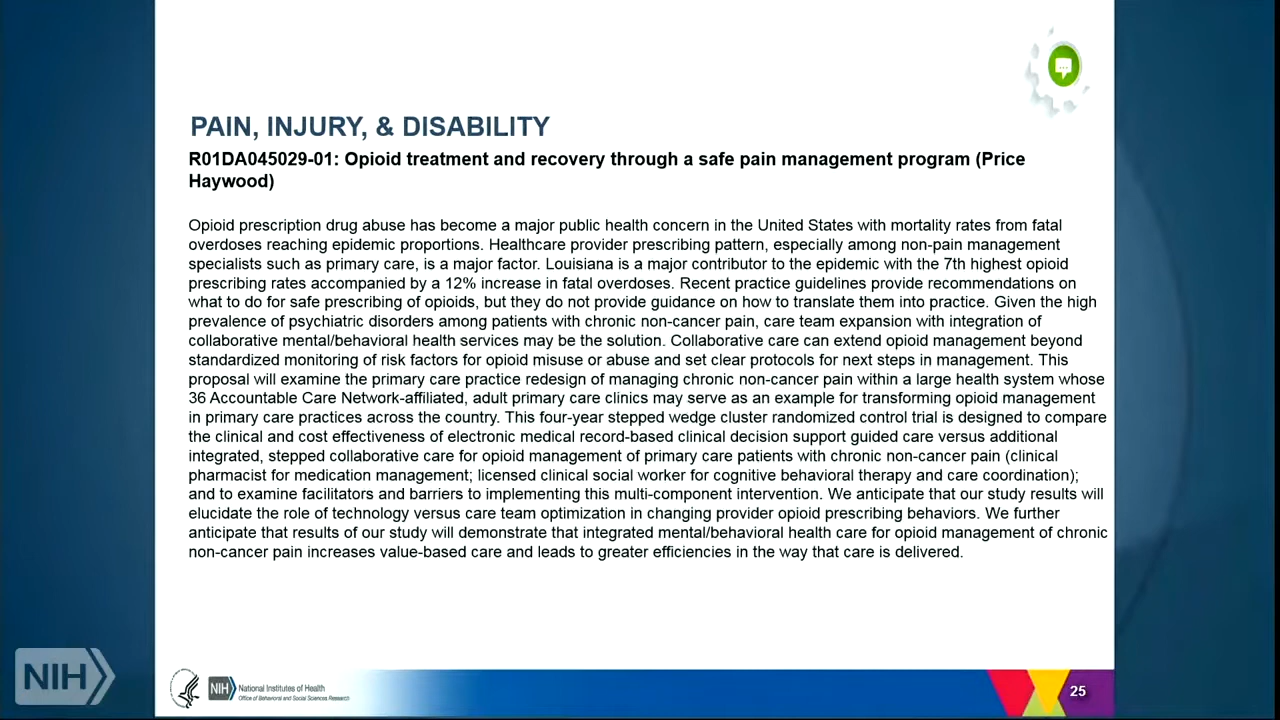 PAIN, INJURY, & DISABILITY
R01DA045029-01: Opioid treatment and recovery through a safe pain management program (Price
Haywood)
Opioid prescription drug abuse has become a major public health concern in the United States with mortality rates from fatal
overdoses reaching epidemic proportions. Healthcare provider prescribing pattern, especially among non-pain management
specialists such as primary care, is a major factor. Louisiana is a major contributor to the epidemic with the 7th highest opioid
prescribing rates accompanied by a 12% increase in fatal overdoses. Recent practice guidelines provide recommendations on
what to do for safe prescribing of opioids, but they do not provide guidance on how to translate them into practice. Given the high
prevalence of psychiatric disorders among patients with chronic non-cancer pain, care team expansion with integration of
collaborative mental/behavioral health services may be the solution. Collaborative care can extend opioid management beyond
standardized monitoring of risk factors for opioid misuse or abuse and set clear protocols for next steps in management. This
proposal will examine the primary care practice redesign of managing chronic non-cancer pain within a large health system whose
36 Accountable Care Network-affiliated, adult primary care clinics may serve as an example for transforming opioid management
in primary care practices across the country. This four-year stepped wedge cluster randomized control trial is designed to compare
the clinical and cost effectiveness of electronic medical record-based clinical decision support guided care versus additional
integrated, stepped collaborative care for opioid management of primary care patients with chronic non-cancer pain (clinical
pharmacist for medication management; licensed clinical social worker for cognitive behavioral therapy and care coordination);
and to examine facilitators and barriers to implementing this multi-component intervention. We anticipate that our study results will
elucidate the role of technology versus care team optimization in changing provider opioid prescribing behaviors. We further
anticipate that results of our study will demonstrate that integrated mental/behavioral health care for opioid management of chronic
non-cancer pain increases value-based care and leads to greater efficiencies in the way that care is delivered.
NIH
NIH
National Institutes of Health
Office of Behavioral and Social Sciences Research
25